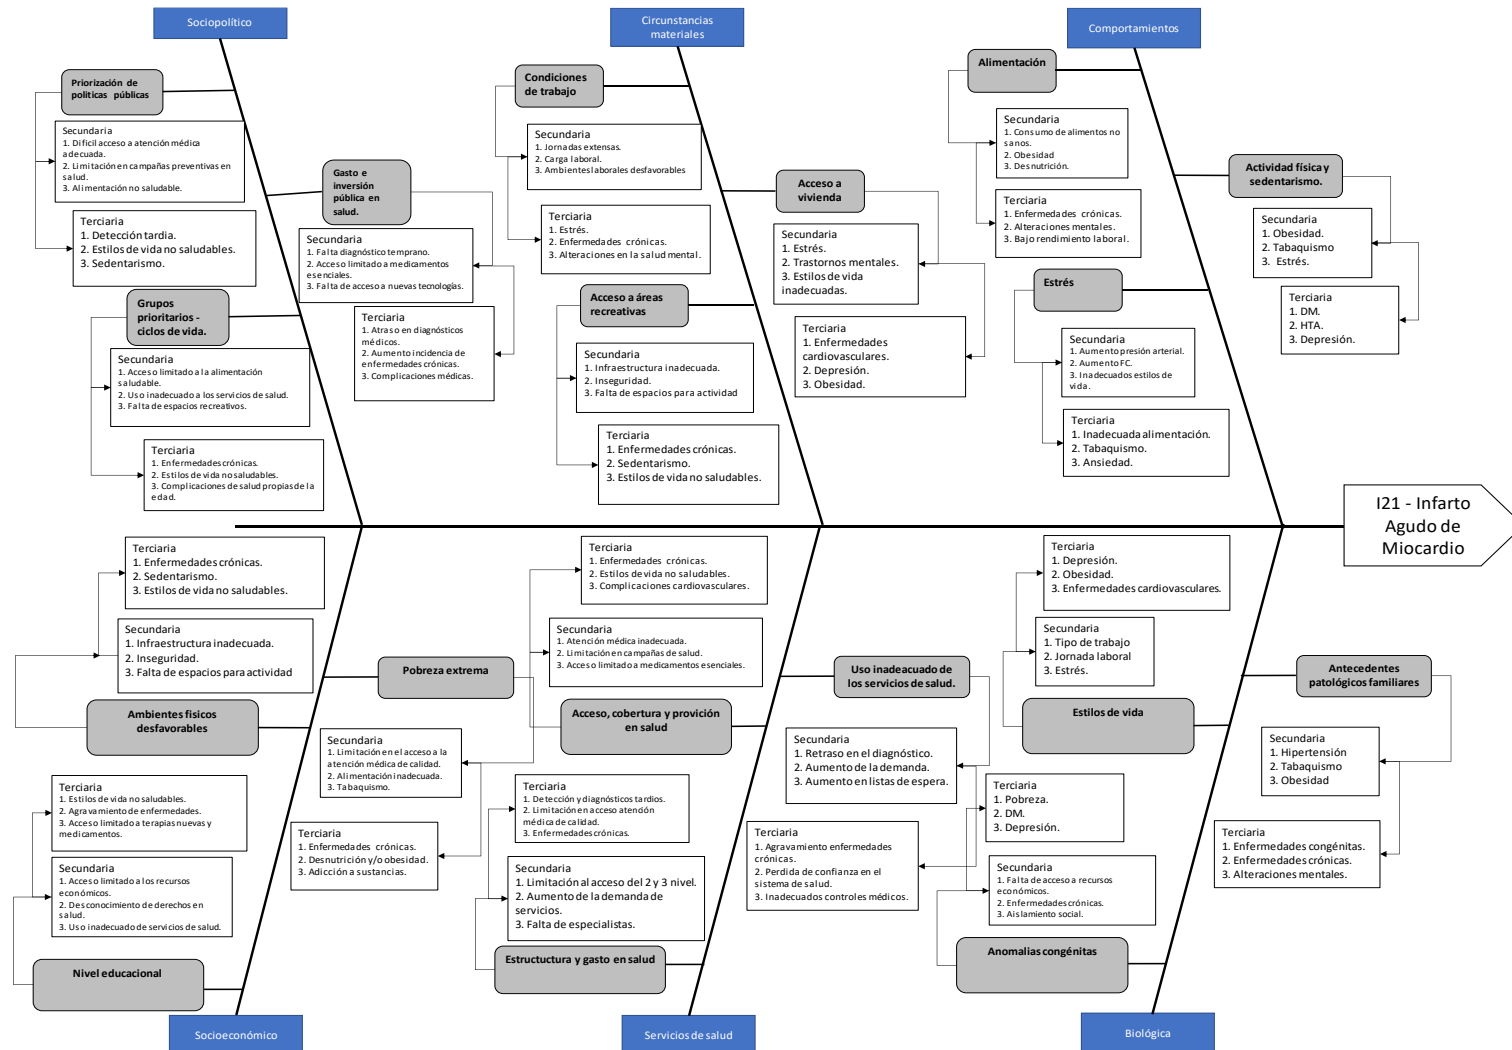 Sociopolítico
Priorización de
politicas públicas
Secundaria
1. Dificil acceso a atención médica
adecuada.
2. Limitación en campañas preventivas en
salud.
3. Alimentación no saludable.
Terciaria
1. Detección tardia.
2. Estilos de vida no saludables.
3. Sedentarismo.
Gasto e
inversión
pública en
salud.
Secundaria
1. Falta diagnóstico temprano.
2. Acceso limitado a medicamentos
esenciales.
3. Falta de acceso a nuevas tecnologías.
Terciaria
1. Atraso en diagnósticos
médicos.
2. Aumento incidencia de
enfermedades crónicas.
3. Complicaciones médicas.
Grupos
prioritarios -
ciclos de vida.
Secundaria
1. Acceso limitado a la alimentación
saludable.
2. Uso inadecuado a los servicios de salud.
3. Falta de espacios recreativos.
Terciaria
1. Enfermedades crónicas.
2. Estilos de vida no saludables.
3. Complicaciones de salud propias de la
edad.
Circunstancias
materiales
Condiciones
de trabajo
Secundaria
1. Jornadas extensas.
2. Carga laboral.
3. Ambientes laborales desfavorables
Terciaria
1. Estrés.
2. Enfermedades crónicas.
3. Alteraciones en la salud mental.
Acceso a
vivienda
Secundaria
1. Estrés.
2. Trastornos mentales.
3. Estilos de vida
inadecuadas.
Terciaria
1. Enfermedades
cardiovasculares.
2. Depresión.
3. Obesidad.
Acceso a áreas
recreativas
Secundaria
1. Infraestructura inadecuada.
2. Inseguridad.
3. Falta de espacios para actividad
Terciaria
1. Enfermedades crónicas.
2. Sedentarismo.
3. Estilos de vida no saludables.
Comportamientos
Alimentación
Secundaria
1. Consumo de alimentos no
sanos.
2. Obesidad
3. Desnutrición.
Terciaria
1. Enfermedades crónicas.
2. Alteraciones mentales.
3. Bajo rendimiento laboral.
Actividad física y
sedentarismo.
Secundaria
1. Obesidad.
2. Tabaquismo
3. Estrés.
Terciaria
1. DM.
2. HTA.
3. Depresión.
Estrés
Secundaria
1. Aumento presión arterial.
2. Aumento FC.
3. Inadecuados estilos de
vida.
Terciaria
1. Inadecuada alimentación.
2. Tabaquismo.
3. Ansiedad.
I21 - Infarto
Agudo de
Miocardio
Terciaria
1. Enfermedades crónicas.
2. Sedentarismo.
3. Estilos de vida no saludables.
Secundaria
1. Infraestructura inadecuada.
2. Inseguridad.
3. Falta de espacios para actividad
Ambientes fisicos
desfavorables
Pobreza extrema
Secundaria
1. Limitación en el acceso a la
atención médica de calidad.
2. Alimentación inadecuada.
3. Tabaquismo.
Terciaria
1. Enfermedades crónicas.
2. Desnutrición y/o obesidad.
3. Adicción a sustancias.
Terciaria
1. Estilos de vida no saludables.
2. Agravamiento de enfermedades.
3. Acceso limitado a terapias nuevas y
medicamentos.
Secundaria
1. Acceso limitado a los recursos
económicos.
2. Desconocimiento de derechos en
salud.
3. Uso inadecuado de servicios de salud.
Nivel educacional
Socioeconómico
Terciaria
1. Enfermedades crónicas.
2. Estilos de vida no saludables.
3. Complicaciones cardiovasculares.
Secundaria
1. Atención médica inadecuada.
2. Limitación en campañas de salud.
3. Acceso limitado a medicamentos esenciales.
Acceso, cobertura y provición
en salud
Uso inadeacuado de
los servicios de salud.
Secundaria
1. Retraso en el diagnóstico.
2. Aumento de la demanda.
3. Aumento en listas de espera.
Terciaria
1. Agravamiento enfermedades
crónicas.
2. Perdida de confianza en el
sistema de salud.
3. Inadecuados controles médicos.
Terciaria
1. Detección y diagnósticos tardios.
2. Limitación en acceso atención
médica de calidad.
3. Enfermedades crónicas.
Secundaria
1. Limitación al acceso del 2 y 3 nivel.
2. Aumento de la demanda de
servicios.
3. Falta de especialistas.
Estructuctura y gasto en salud
Servicios de salud
Terciaria
1. Depresión.
2. Obesidad.
3. Enfermedades cardiovasculares.
Secundaria
1. Tipo de trabajo
2. Jornada laboral
3. Estrés.
Estilos de vida
Antecedentes
patológicos familiares
Secundaria
1. Hipertensión
2. Tabaquismo
3. Obesidad
Terciaria
1. Enfermedades congénitas.
2. Enfermedades crónicas.
3. Alteraciones mentales.
Terciaria
1. Pobreza.
2. DM.
3. Depresión.
Secundaria
1. Falta de acceso a recursos
económicos.
2. Enfermedades crónicas.
3. Aislamiento social.
Anomalias congénitas
Biológica